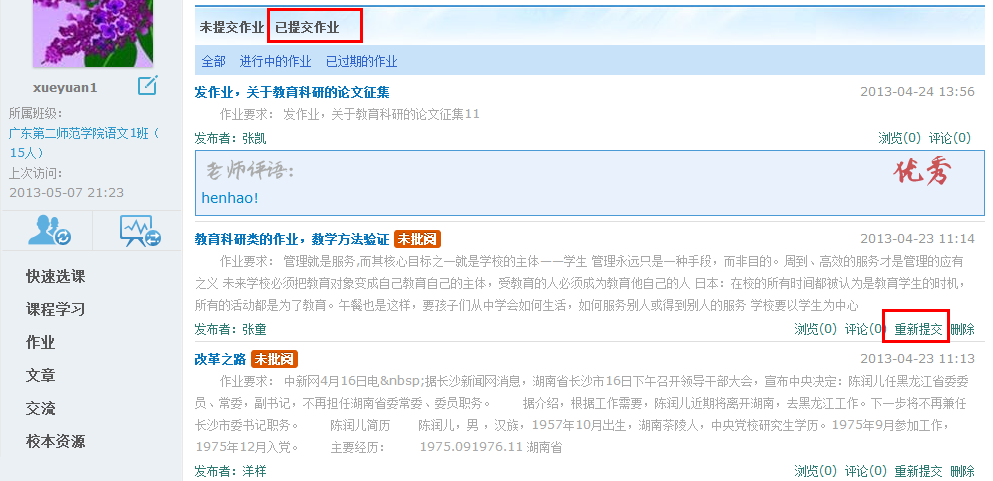 xueyuan1
所属班级：
广东第二师范学院语文1班（
15人）
上次访问：
2013-05-07 21:23
快速选课
课程学习
作业
文章
交流
校本资源
未提交作业 已提交作业
全部 进行中的作业 已过期的作业
发作业，关于教育科研的论文征集 2013-04-24 13:56
作业要求： 发作业，关于教育科研的论文征集11
发布者：张凯 浏览(0) 评论(0)
老师评语： 优秀
henhao!
教育科研类的作业，数学方法验证 未批阅 2013-04-23 11:14
作业要求： 管理就是服务,而其核心目标之一就是学校的主体一一学生 管理永远只是一种手段，而非目的。周到、高效的服务才是管理的应有
之义 未来学校必须把教育对象变成自己教育自己的主体，受教育的人必须成为教育他自己的人 日本：在校的所有时间都被认为是教育学生的时机，
所有的活动都是为了教育。午餐也是这样，要孩子们从中学会如何生活，如何服务别人或得到别人的服务 学校要以学生为中心
发布者：张童 浏览(0) 评论(0) 重新提交 删除
改革之路 未批阅 2013-04-23 11:13
作业要求： 中新网4月16日电&nbsp;据长沙新闻网消息，湖南省长沙市16日下午召开领导干部大会，宣布中央决定：陈润儿任黑龙江省委委
员、常委，副书记，不再担任湖南省委常委、委员职务。 据介绍，根据工作需要，陈润儿近期将离开湖南，去黑龙江工作。下一步将不再兼任
长沙市委书记职务。 陈润儿简历 陈润儿，男 ，汉族，1957年10月出生，湖南茶陵人，中央党校研究生学历。1975年9月参加工作，
1975年12月入党。 主要经历： 1975.091976.11 湖南省
发布者：洋样 浏览(0) 评论(0) 重新提交 删除